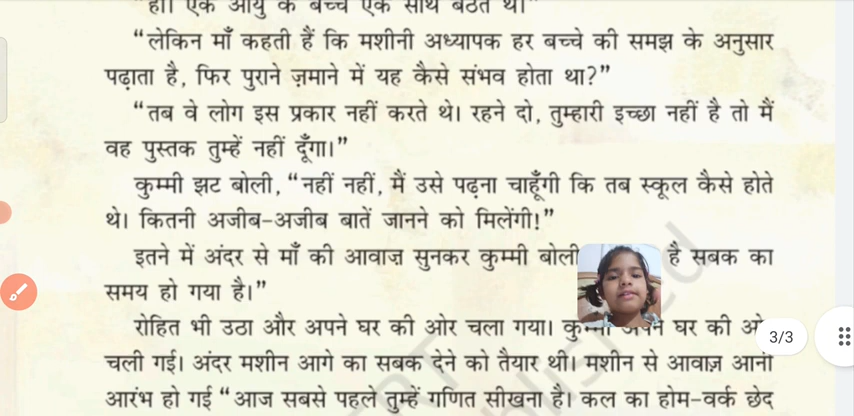 "हाँ। एक आयु के बच्चे एक साथ बैठते थे।"
"लेकिन माँ कहती हैं कि मशीनी अध्यापक हर बच्चे की समझ के अनुसार
पढ़ाता है, फिर पुराने ज़माने में यह कैसे संभव होता था?"
"तब वे लोग इस प्रकार नहीं करते थे। रहने दो, तुम्हारी इच्छा नहीं है तो मैं
वह पुस्तक तुम्हें नहीं दूँगा।"
कुम्मी झट बोली, "नहीं नहीं, मैं उसे पढ़ना चाहूँगी कि तब स्कूल कैसे होते
थे। कितनी अजीब-अजीब बातें जानने को मिलेंगी!"
इतने में अंदर से माँ की आवाज़ सुनकर कुम्मी बोली है सबक का
समय हो गया है।"
रोहित भी उठा और अपने घर की ओर चला गया। अपने घर की
3/3
चली गई। अंदर मशीन आगे का सबक देने को तैयार थी। मशीन से आवाज़ आनी
आरंभ हो गई "आज सबसे पहले तुम्हें गणित सीखना है। कल का होम-वर्क छेद